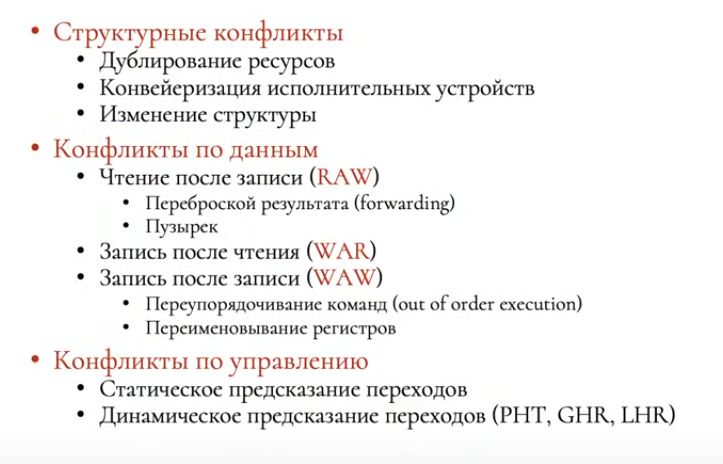 • Структурные конфликты
• Дублирование ресурсов
• Конвейеризация исполнительных устройств
• Изменение структуры
• Конфликты по данным
• Чтение после записи (RAW)
• Переброской результата (forwarding)
• Пузырек
• Запись после чтения (WAR)
• Запись после записи (WAW)
• Переупорядочивание команд (out of order execution)
• Переименовывание регистров
• Конфликты по управлению
• Статическое предсказание переходов
• Динамическое предсказание переходов (PHT, GHR, LHR)